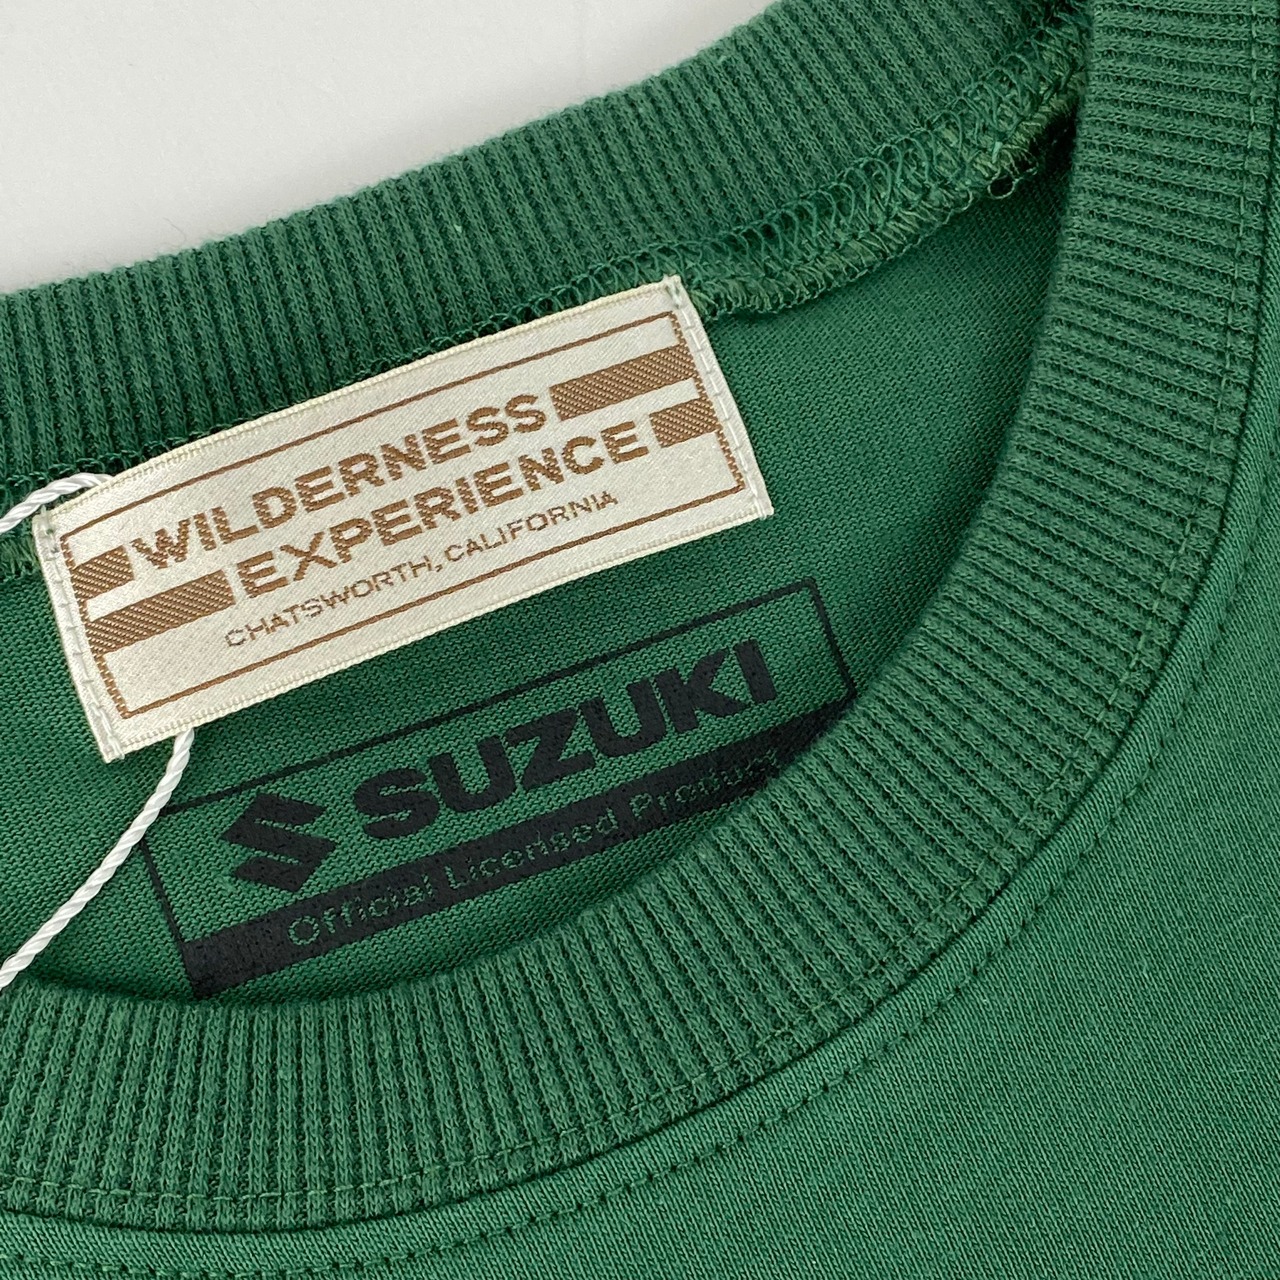 WILDERNESS
EXPERIENCE
CHATSWORTH, CALIFORNIA
SUZUKI
Official Licensed Product